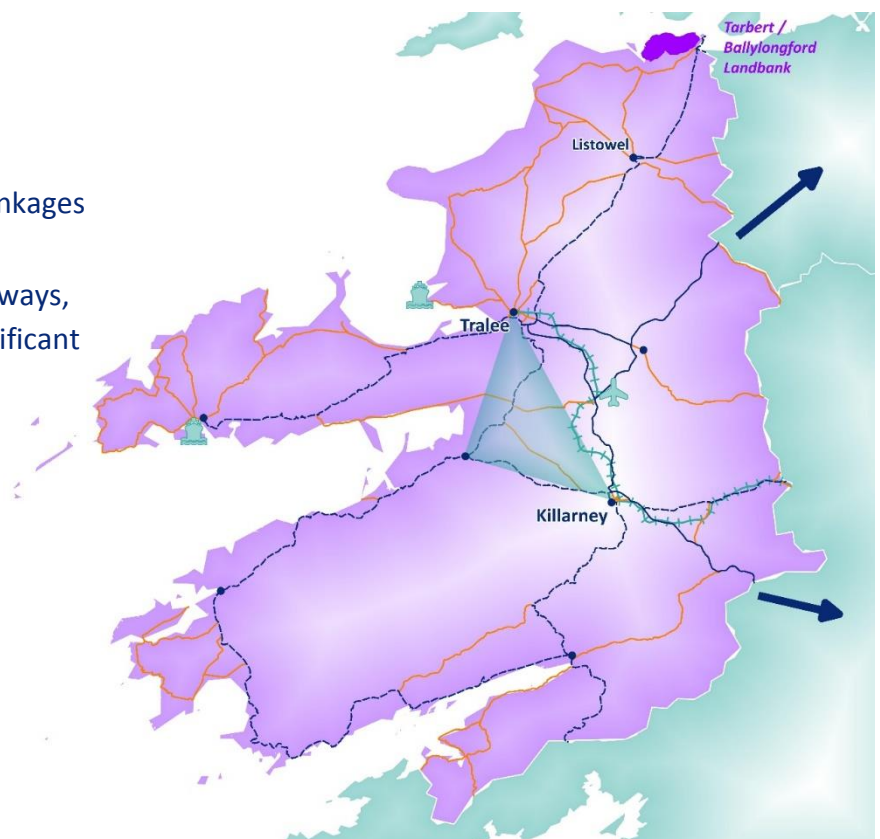 Tarbert /
Ballylongford
Landbank
Listowel
nkages
ways,
ificant
Tralee
Killarney